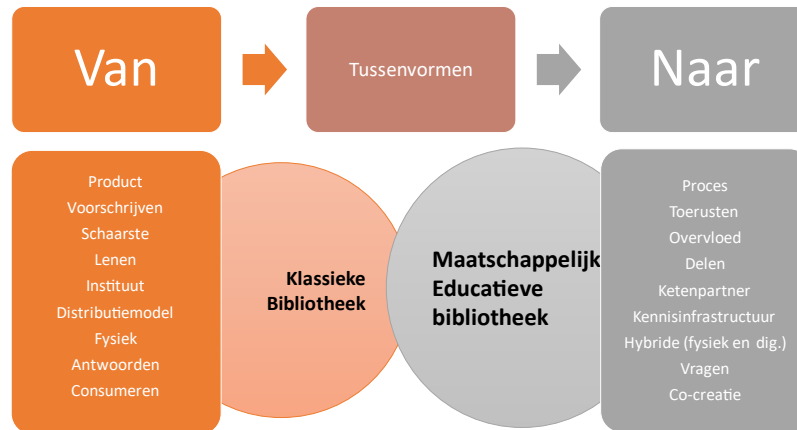 Van
Tussenvormen
Naar
Product
Voorschrijven
Schaarste
Lenen
Instituut
Distributiemodel
Fysiek
Antwoorden
Consumeren
Klassieke
Bibliotheek
Maatschappelijk
Educatieve
bibliotheek
Proces
Toerusten
Overvloed
Delen
Ketenpartner
Kennisinfrastructuur
Hybride (fysiek en dig.)
Vragen
Co-creatie